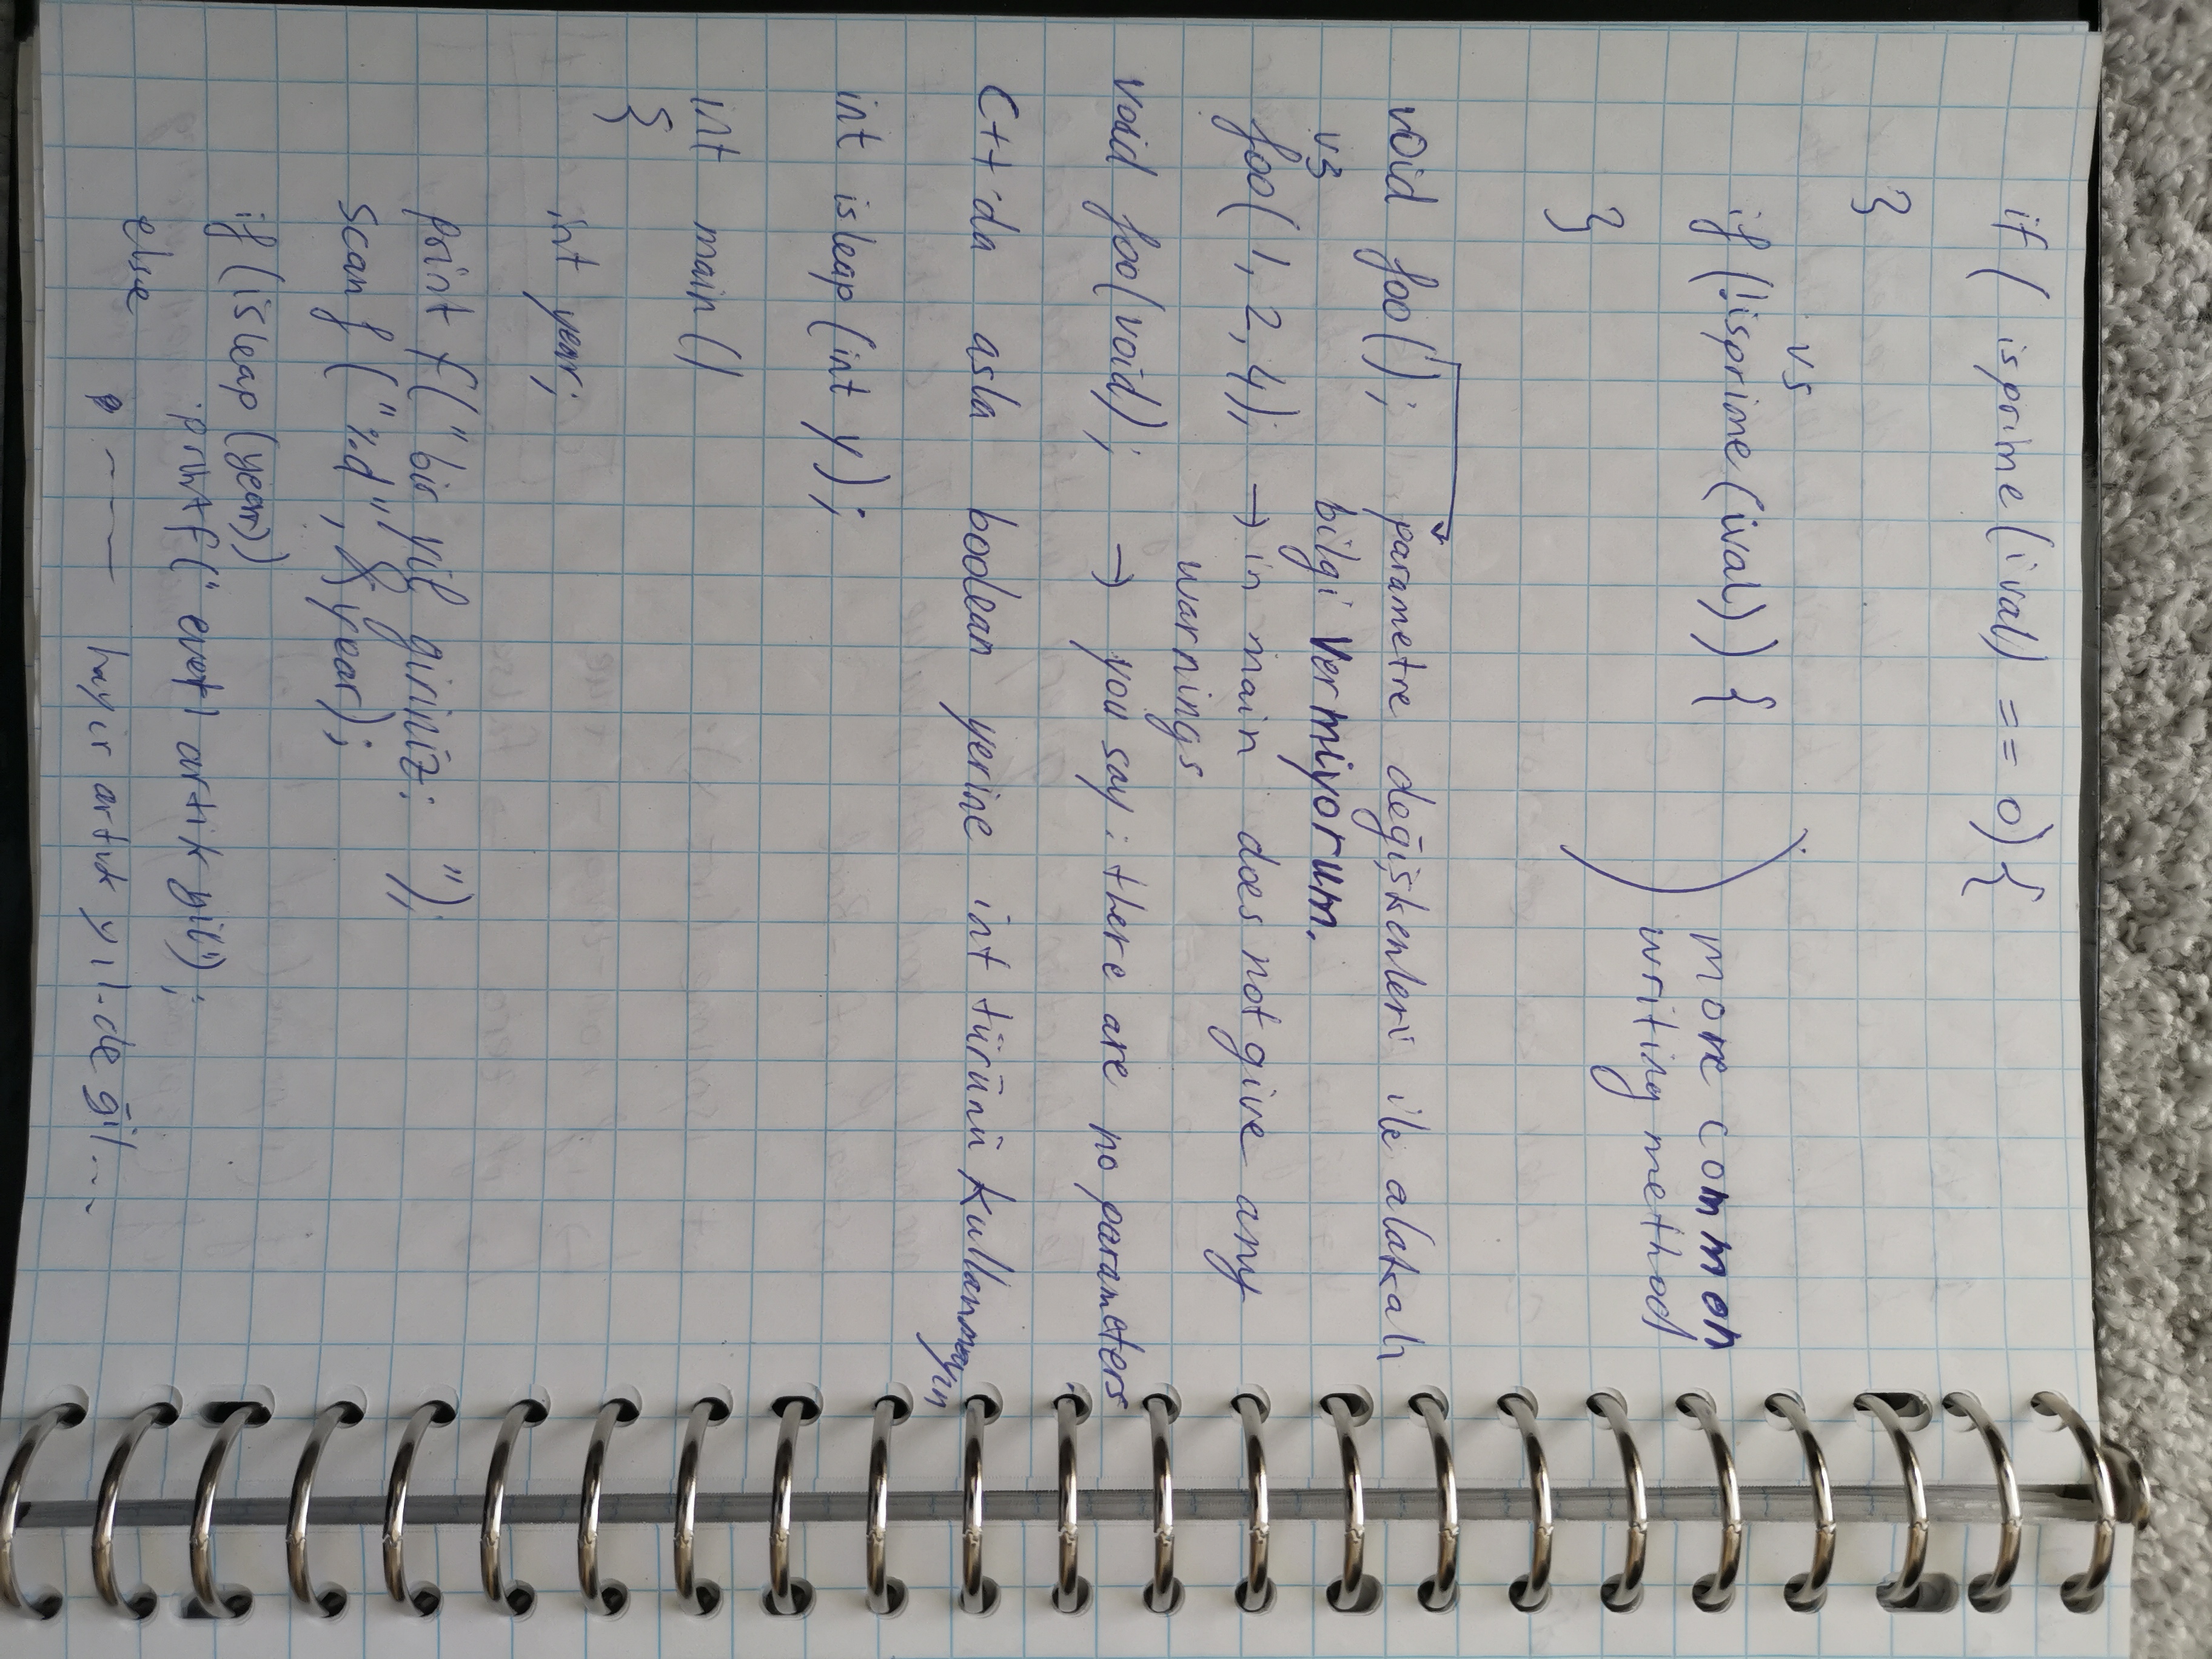 if ( isprime(ival) == 0) {
}
vs
if (!isprime(ival)) {
more common
writing method
}
void foo(); parametre değişkenleri ile alakalı
bilgi vermiyorum.
vs
foo( 1, 2, 4); → in main does not give any
warnings
void foo(void); → you say: there are no parameters
C++'da asla boolean yerine int türünü kullanmayın
int isleap (int y);
int main ()
{
int year;
printf("bir yil giriniz: ");
scanf ("%d", &year);
if (isleap (year))
printf(" evet! artik yil");
else
hayır artık yıl değil...